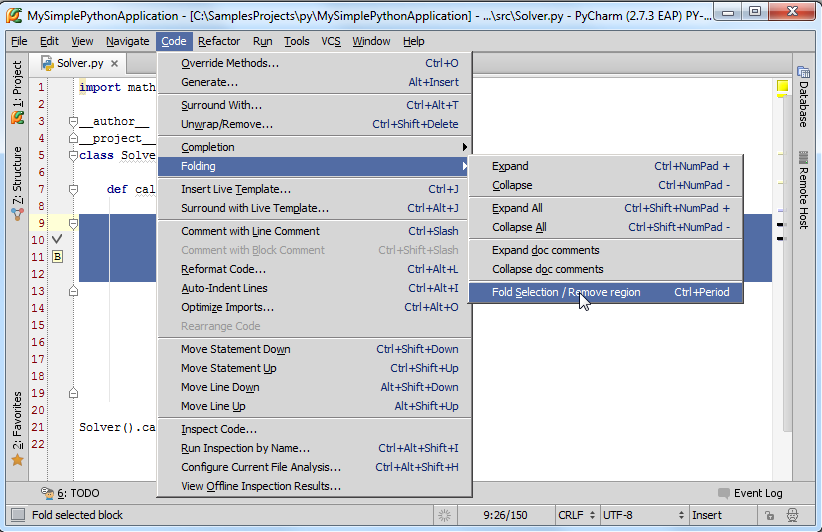 MySimplePythonApplication - [C:\SamplesProjects\py\MySimplePythonApplication] - ...\src\Solver.py - PyCharm (2.7.3 EAP) PY-...
File Edit View Navigate Code Refactor Run Tools VCS Window Help
Solver.py
1: Project
7: Structure
2: Favorites
Database
Remote Host
1 import math
2
3 __author__
4 __project__
5 class Solve
6
7 def cal
8
9
10
11 B
12
13
14
15
16
17
18
19
20
21 Solver().ca
22
Override Methods... Ctrl+O
Generate... Alt+Insert
Surround With... Ctrl+Alt+T
Unwrap/Remove... Ctrl+Shift+Delete
Completion
Folding
Insert Live Template... Ctrl+J
Surround with Live Template... Ctrl+Alt+J
Comment with Line Comment Ctrl+Slash
Comment with Block Comment Ctrl+Shift+Slash
Reformat Code... Ctrl+Alt+L
Auto-Indent Lines Ctrl+Alt+I
Optimize Imports... Ctrl+Alt+O
Rearrange Code
Move Statement Down Ctrl+Shift+Down
Move Statement Up Ctrl+Shift+Up
Move Line Down Alt+Shift+Down
Move Line Up Alt+Shift+Up
Inspect Code...
Run Inspection by Name... Ctrl+Alt+Shift+I
Configure Current File Analysis... Ctrl+Alt+Shift+H
View Offline Inspection Results...
Expand Ctrl+NumPad +
Collapse Ctrl+NumPad -
Expand All Ctrl+Shift+NumPad +
Collapse All Ctrl+Shift+NumPad -
Expand doc comments
Collapse doc comments
Fold Selection / Remove region Ctrl+Period
6: TODO
Event Log
Fold selected block 9:26/150 CRLF UTF-8 Insert